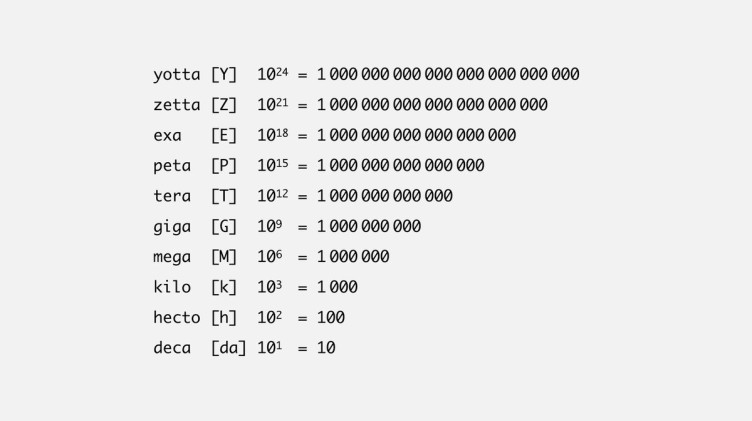 yotta [Y] 10²⁴ = 1 000 000 000 000 000 000 000 000
zetta [Z] 10²¹ = 1 000 000 000 000 000 000 000
exa [E] 10¹⁸ = 1 000 000 000 000 000 000
peta [P] 10¹⁵ = 1 000 000 000 000 000
tera [T] 10¹² = 1 000 000 000 000
giga [G] 10⁹ = 1 000 000 000
mega [M] 10⁶ = 1 000 000
kilo [k] 10³ = 1 000
hecto [h] 10² = 100
deca [da] 10¹ = 10